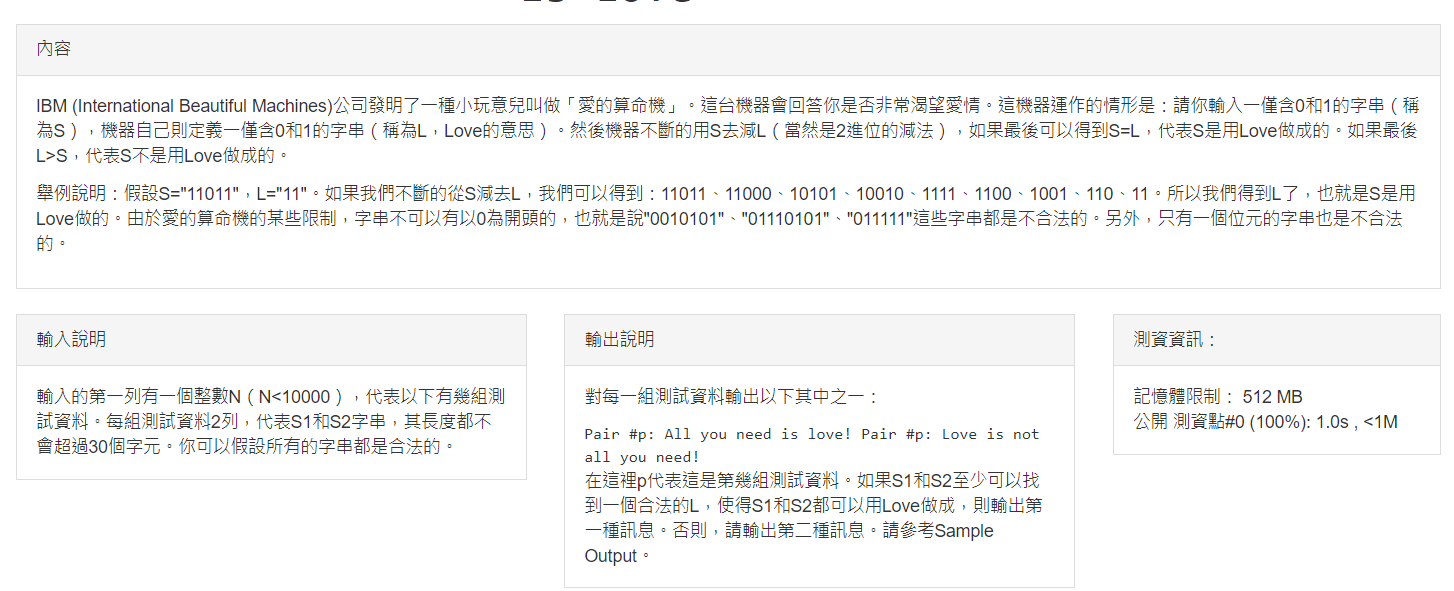 內容
IBM (International Beautiful Machines)公司發明了一種小玩意兒叫做「愛的算命機」。這台機器會回答你是否非常渴望愛情。這機器運作的情形是：請你輸入一僅含0和1的字串（稱
為S），機器自己則定義一僅含0和1的字串（稱為L，Love的意思）。然後機器不斷的用S去減L（當然是2進位的減法），如果最後可以得到S=L，代表S是用Love做成的。如果最後
L>S，代表S不是用Love做成的。
舉例說明：假設S="11011"，L="11"。如果我們不斷的從S減去L，我們可以得到：11011、11000、10101、10010、1111、1100、1001、110、11。所以我們得到L了，也就是S是用
Love做的。由於愛的算命機的某些限制，字串不可以有以0為開頭的，也就是說"0010101"、"01110101"、"011111"這些字串都是不合法的。另外，只有一個位元的字串也是不合法
的。
輸入說明
輸入的第一列有一個整數N（N<10000），代表以下有幾組測
試資料。每組測試資料2列，代表S1和S2字串，其長度都不
會超過30個字元。你可以假設所有的字串都是合法的。
輸出說明
對每一組測試資料輸出以下其中之一：
Pair #p: All you need is love! Pair #p: Love is not
all you need!
在這裡p代表這是第幾組測試資料。如果S1和S2至少可以找
到一個合法的L，使得S1和S2都可以用Love做成，則輸出第
一種訊息。否則，請輸出第二種訊息。請參考Sample
Output。
測資資訊：
記憶體限制： 512 MB
公開 測資點#0 (100%): 1.0s , <1M